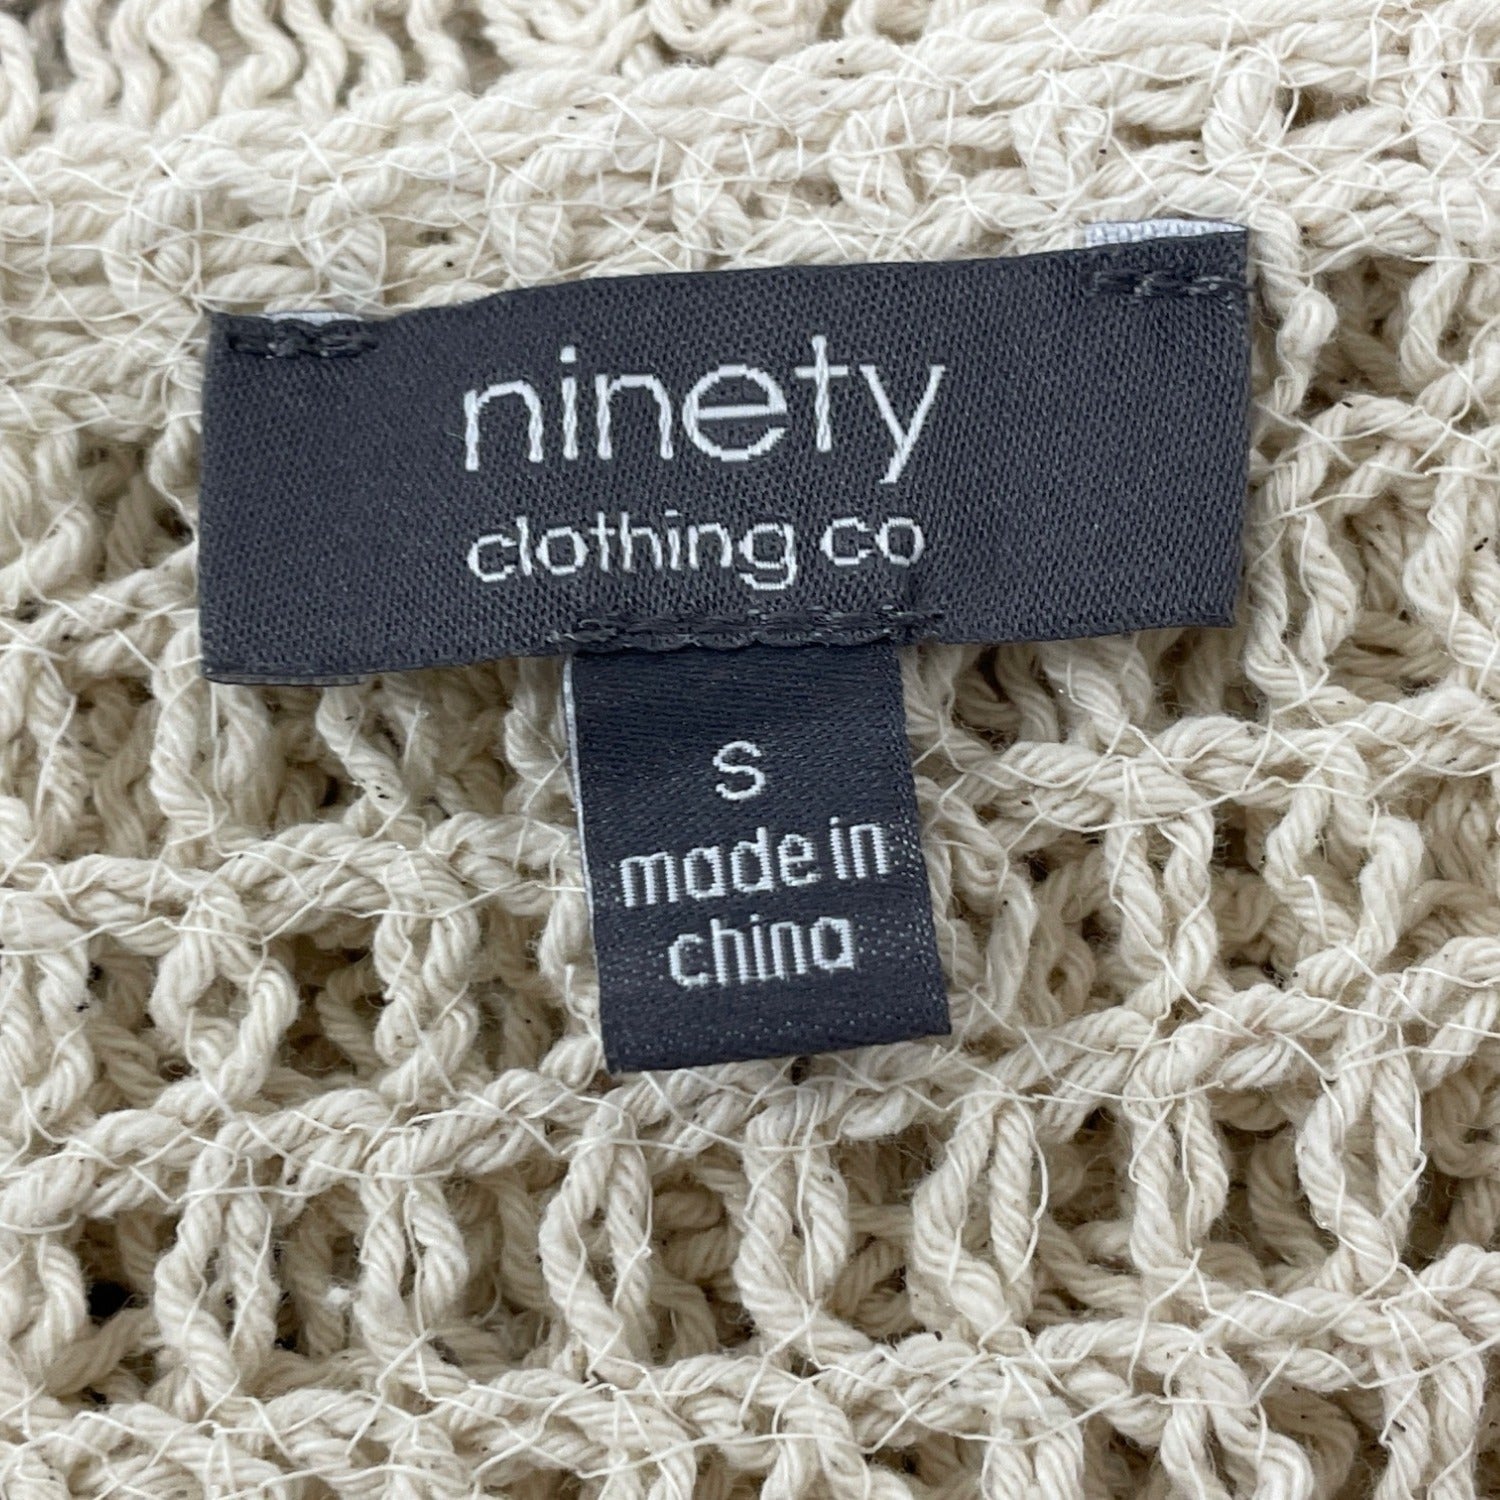 ninety
clothing co
S
made in
china